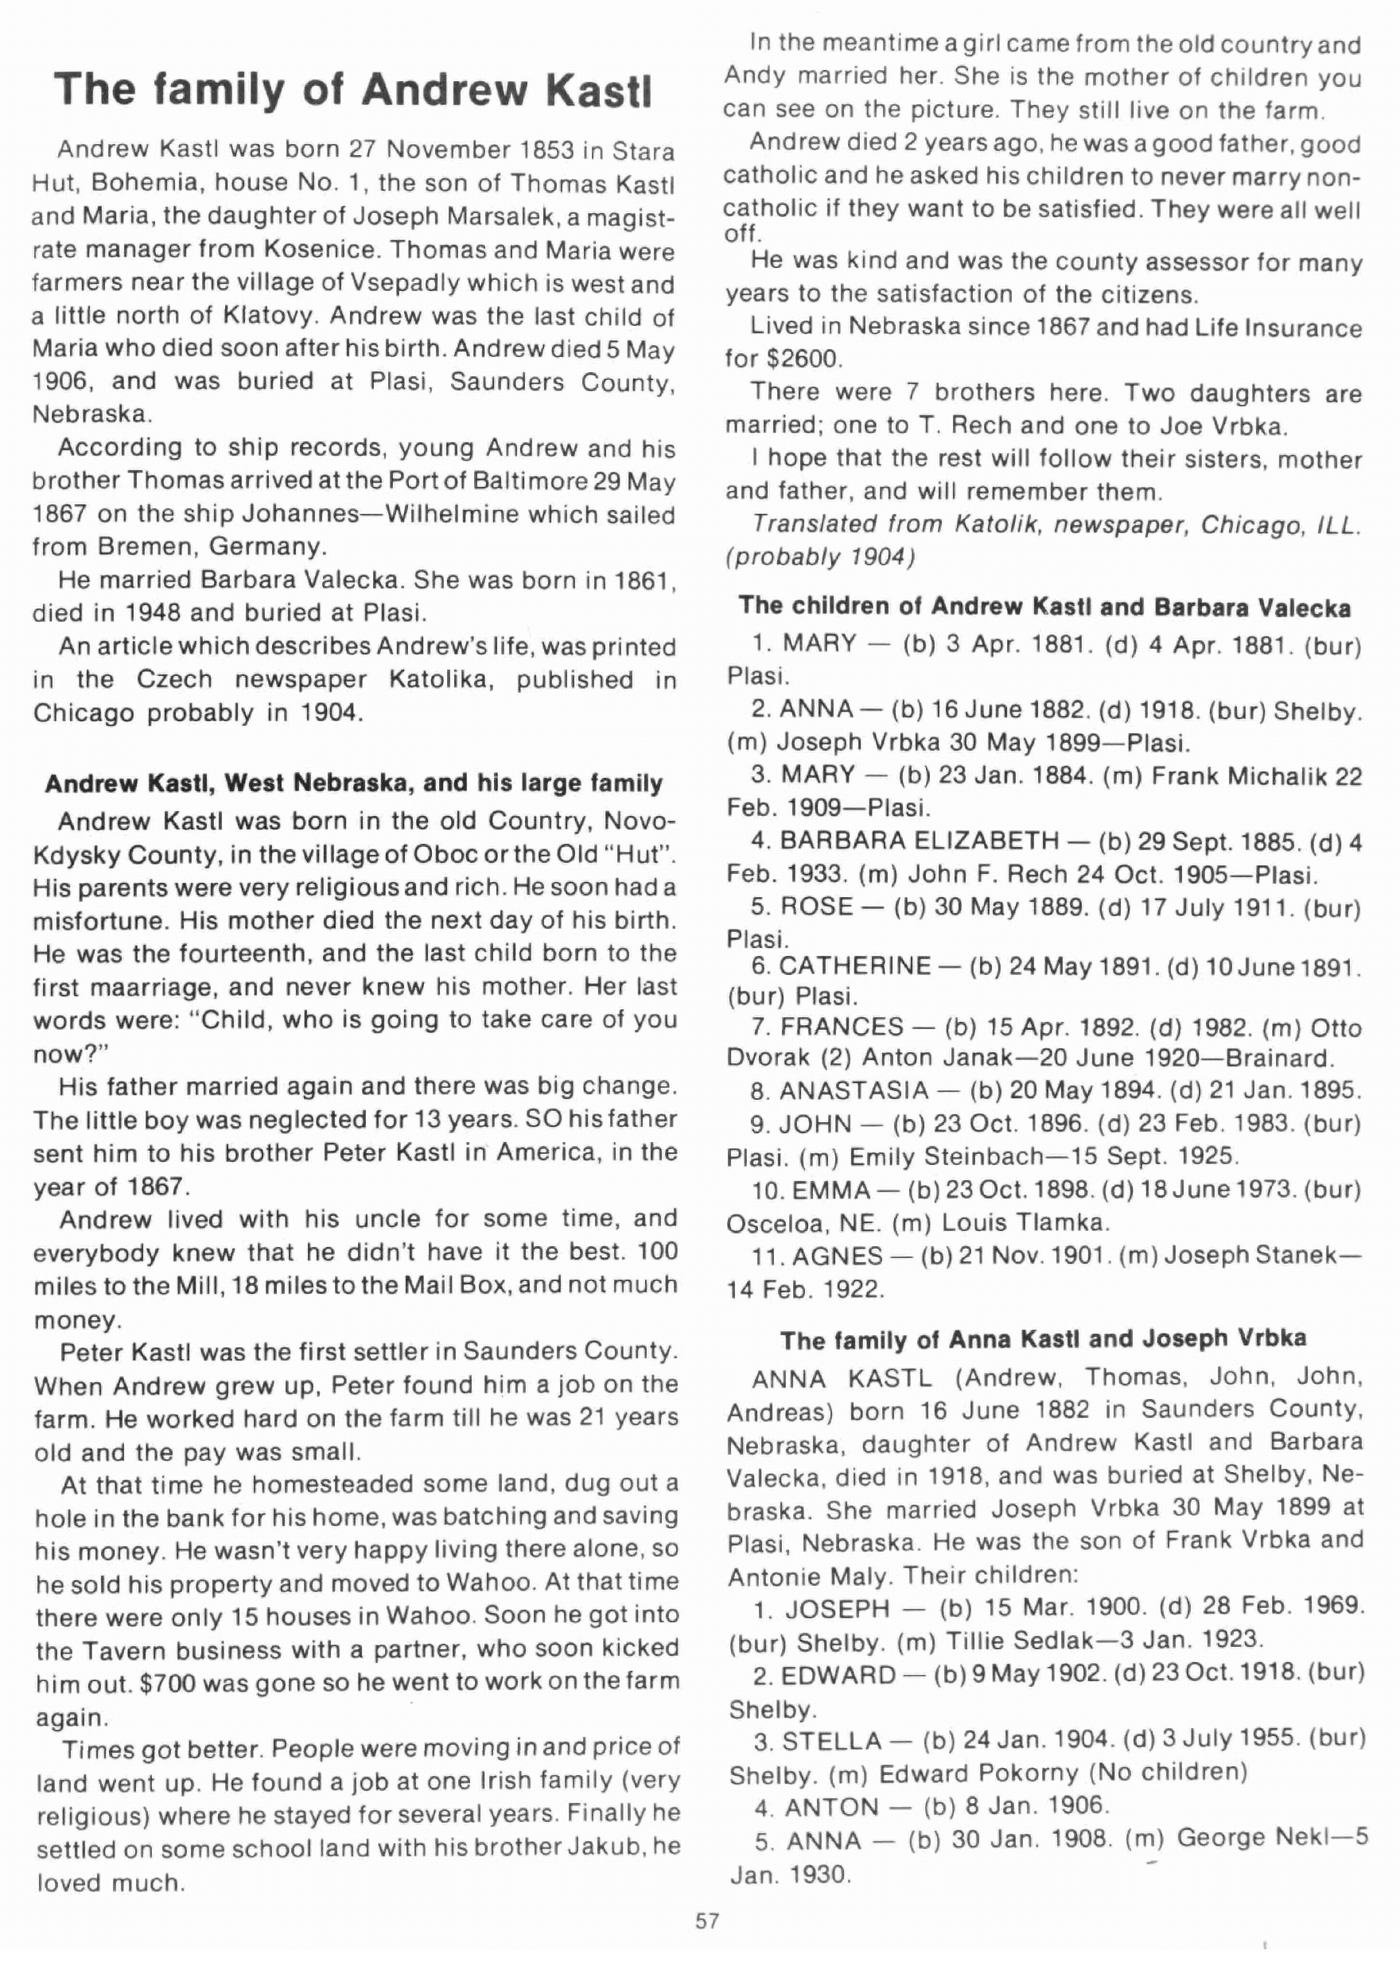 The family of Andrew Kastl
Andrew Kastl was born 27 November 1853 in Stara
Hut, Bohemia, house No. 1, the son of Thomas Kastl
and Maria, the daughter of Joseph Marsalek, a magist-
rate manager from Kosenice. Thomas and Maria were
farmers near the village of Vsepadly which is west and
a little north of Klatovy. Andrew was the last child of
Maria who died soon after his birth. Andrew died 5 May
1906, and was buried at Plasi, Saunders County,
Nebraska.
According to ship records, young Andrew and his
brother Thomas arrived at the Port of Baltimore 29 May
1867 on the ship Johannes—Wilhelmine which sailed
from Bremen, Germany.
He married Barbara Valecka. She was born in 1861,
died in 1948 and buried at Plasi.
An article which describes Andrew's life, was printed
in the Czech newspaper Katolika, published in
Chicago probably in 1904.
Andrew Kastl, West Nebraska, and his large family
Andrew Kastl was born in the old Country, Novo-
Kdysky County, in the village of Oboc or the Old "Hut".
His parents were very religious and rich. He soon had a
misfortune. His mother died the next day of his birth.
He was the fourteenth, and the last child born to the
first maarriage, and never knew his mother. Her last
words were: "Child, who is going to take care of you
now?"
His father married again and there was big change.
The little boy was neglected for 13 years. SO his father
sent him to his brother Peter Kastl in America, in the
year of 1867.
Andrew lived with his uncle for some time, and
everybody knew that he didn't have it the best. 100
miles to the Mill, 18 miles to the Mail Box, and not much
money.
Peter Kastl was the first settler in Saunders County.
When Andrew grew up, Peter found him a job on the
farm. He worked hard on the farm till he was 21 years
old and the pay was small.
At that time he homesteaded some land, dug out a
hole in the bank for his home, was batching and saving
his money. He wasn't very happy living there alone, so
he sold his property and moved to Wahoo. At that time
there were only 15 houses in Wahoo. Soon he got into
the Tavern business with a partner, who soon kicked
him out. $700 was gone so he went to work on the farm
again.
Times got better. People were moving in and price of
land went up. He found a job at one Irish family (very
religious) where he stayed for several years. Finally he
settled on some school land with his brother Jakub, he
loved much.
In the meantime a girl came from the old country and
Andy married her. She is the mother of children you
can see on the picture. They still live on the farm.
Andrew died 2 years ago, he was a good father, good
catholic and he asked his children to never marry non-
catholic if they want to be satisfied. They were all well
off.
He was kind and was the county assessor for many
years to the satisfaction of the citizens.
Lived in Nebraska since 1867 and had Life Insurance
for $2600.
There were 7 brothers here. Two daughters are
married; one to T. Rech and one to Joe Vrbka.
I hope that the rest will follow their sisters, mother
and father, and will remember them.
Translated from Katolik, newspaper, Chicago, ILL.
(probably 1904)
The children of Andrew Kastl and Barbara Valecka
1. MARY — (b) 3 Apr. 1881. (d) 4 Apr. 1881. (bur)
Plasi.
2. ANNA — (b) 16 June 1882. (d) 1918. (bur) Shelby.
(m) Joseph Vrbka 30 May 1899—Plasi.
3. MARY — (b) 23 Jan. 1884. (m) Frank Michalik 22
Feb. 1909—Plasi.
4. BARBARA ELIZABETH — (b) 29 Sept. 1885. (d) 4
Feb. 1933. (m) John F. Rech 24 Oct. 1905—Plasi.
5. ROSE — (b) 30 May 1889. (d) 17 July 1911. (bur)
Plasi.
6. CATHERINE — (b) 24 May 1891. (d) 10 June 1891.
(bur) Plasi.
7. FRANCES — (b) 15 Apr. 1892. (d) 1982. (m) Otto
Dvorak (2) Anton Janak—20 June 1920—Brainard.
8. ANASTASIA — (b) 20 May 1894. (d) 21 Jan. 1895.
9. JOHN — (b) 23 Oct. 1896. (d) 23 Feb. 1983. (bur)
Plasi. (m) Emily Steinbach—15 Sept. 1925.
10. EMMA — (b) 23 Oct. 1898. (d) 18 June 1973. (bur)
Osceloa, NE. (m) Louis Tlamka.
11. AGNES — (b) 21 Nov. 1901. (m) Joseph Stanek—
14 Feb. 1922.
The family of Anna Kastl and Joseph Vrbka
ANNA KASTL (Andrew, Thomas, John, John,
Andreas) born 16 June 1882 in Saunders County,
Nebraska, daughter of Andrew Kastl and Barbara
Valecka, died in 1918, and was buried at Shelby, Ne-
braska. She married Joseph Vrbka 30 May 1899 at
Plasi, Nebraska. He was the son of Frank Vrbka and
Antonie Maly. Their children:
1. JOSEPH — (b) 15 Mar. 1900. (d) 28 Feb. 1969.
(bur) Shelby. (m) Tillie Sedlak—3 Jan. 1923.
2. EDWARD — (b) 9 May 1902. (d) 23 Oct. 1918. (bur)
Shelby.
3. STELLA — (b) 24 Jan. 1904. (d) 3 July 1955. (bur)
Shelby. (m) Edward Pokorny (No children)
4. ANTON — (b) 8 Jan. 1906.
5. ANNA — (b) 30 Jan. 1908. (m) George Nekl—5
Jan. 1930.
57